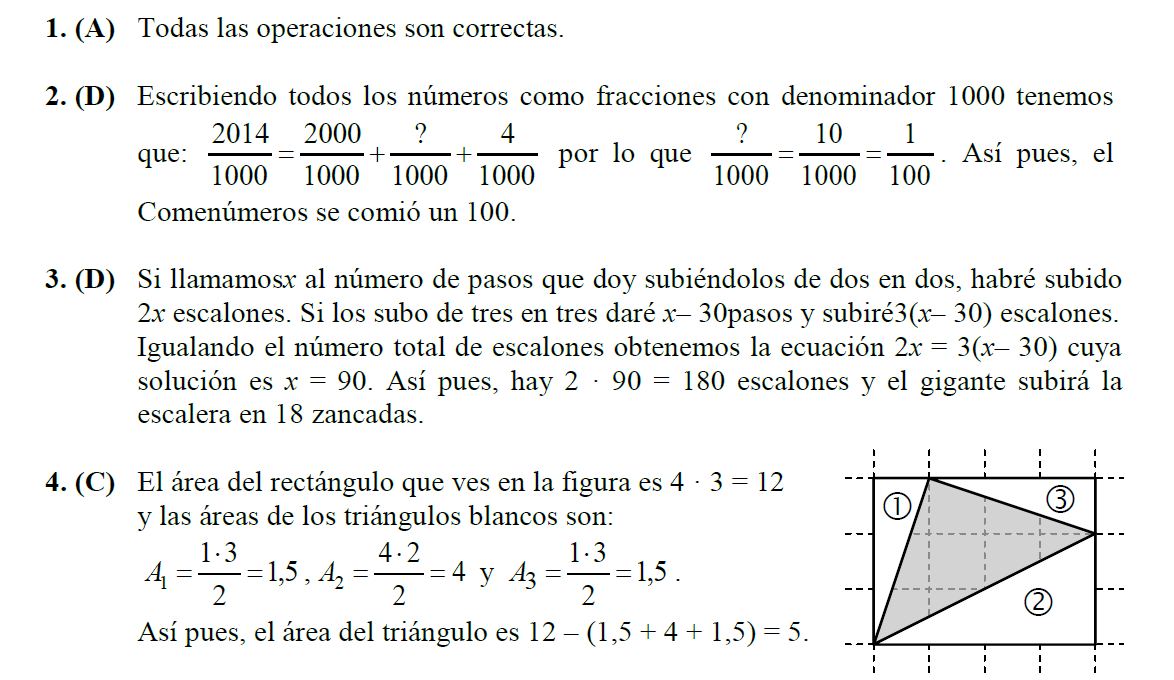 1. (A) Todas las operaciones son correctas.
2. (D) Escribiendo todos los números como fracciones con denominador 1000 tenemos
que: 2014/1000 = 2000/1000 + ?/1000 + 4/1000 por lo que ?/1000 = 10/1000 = 1/100. Así pues, el
Comenúmeros se comió un 100.
3. (D) Si llamamosx al número de pasos que doy subiéndolos de dos en dos, habré subido
2x escalones. Si los subo de tres en tres daré x– 30pasos y subiré3(x– 30) escalones.
Igualando el número total de escalones obtenemos la ecuación 2x = 3(x– 30) cuya
solución es x = 90. Así pues, hay 2 · 90 = 180 escalones y el gigante subirá la
escalera en 18 zancadas.
4. (C) El área del rectángulo que ves en la figura es 4 · 3 = 12
y las áreas de los triángulos blancos son:
A₁ = 1·3/2 = 1,5 , A₂ = 4·2/2 = 4 y A₃ = 1·3/2 = 1,5 .
Así pues, el área del triángulo es 12 – (1,5 + 4 + 1,5) = 5.
①
③
②